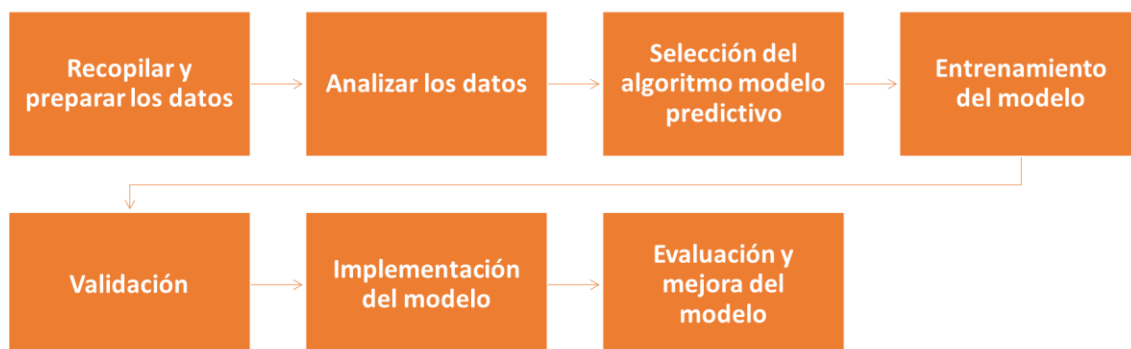 Recopilar y
preparar los datos
Analizar los datos
Selección del
algoritmo modelo
predictivo
Entrenamiento
del modelo
Validación
Implementación
del modelo
Evaluación y
mejora del
modelo